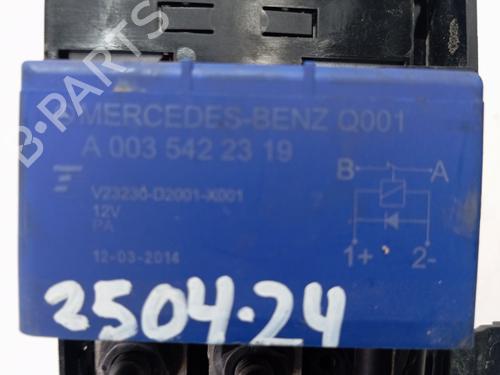 MERCEDES-BENZ Q001
A 003 542 23 19
B A
V23230-D2001-X001
12V
PA
1+ 2-
12-03-2014
2504.24
B-PARTS